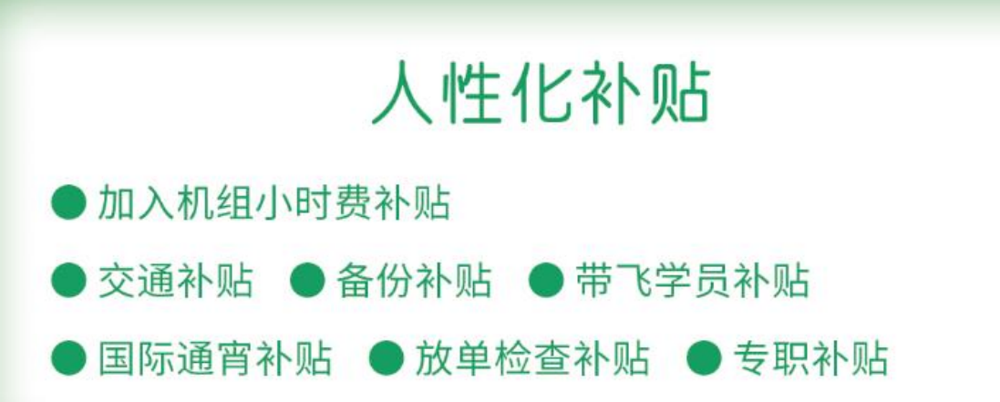 人性化补贴
● 加入机组小时费补贴
● 交通补贴 ● 备份补贴 ● 带飞学员补贴
● 国际通宵补贴 ● 放单检查补贴 ● 专职补贴